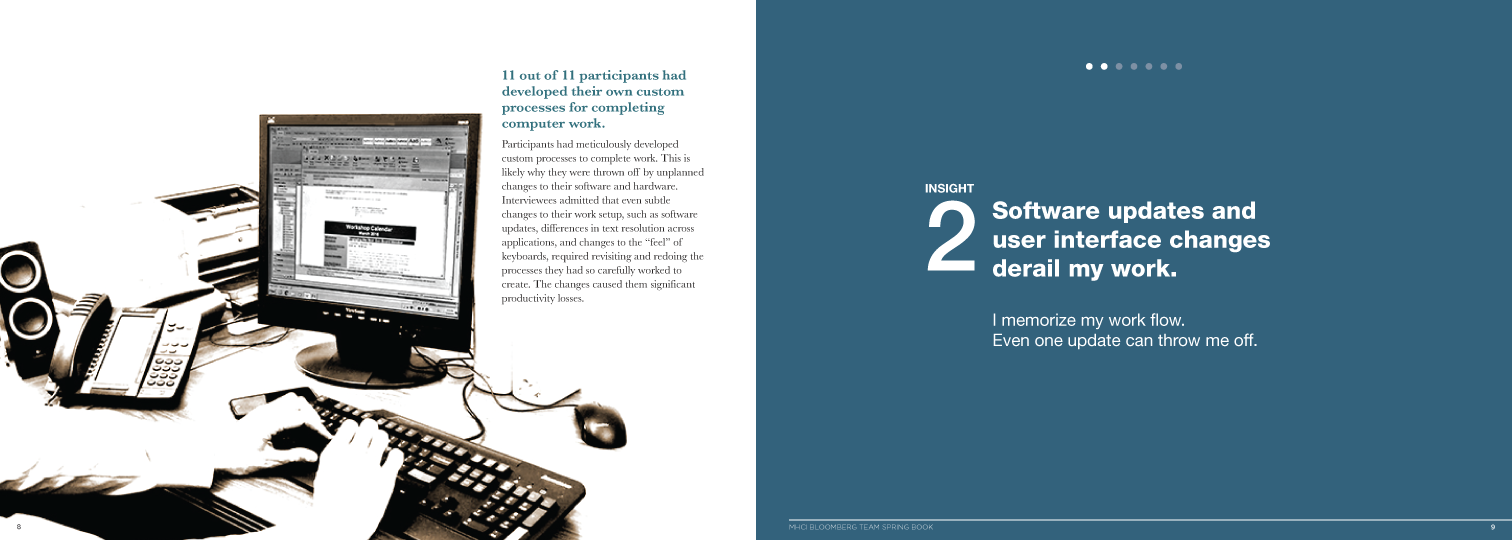 11 out of 11 participants had
developed their own custom
processes for completing
computer work.
Participants had meticulously developed
custom processes to complete work. This is
likely why they were thrown off by unplanned
changes to their software and hardware.
Interviewees admitted that even subtle
changes to their work setup, such as software
updates, differences in text resolution across
applications, and changes to the “feel” of
keyboards, required revisiting and redoing the
processes they had so carefully worked to
create. The changes caused them significant
productivity losses.
Workshop Calendar
March 2016
ViewSonic
8
INSIGHT
2
Software updates and
user interface changes
derail my work.
I memorize my work flow.
Even one update can throw me off.
MHCI BLOOMBERG TEAM SPRING BOOK
9